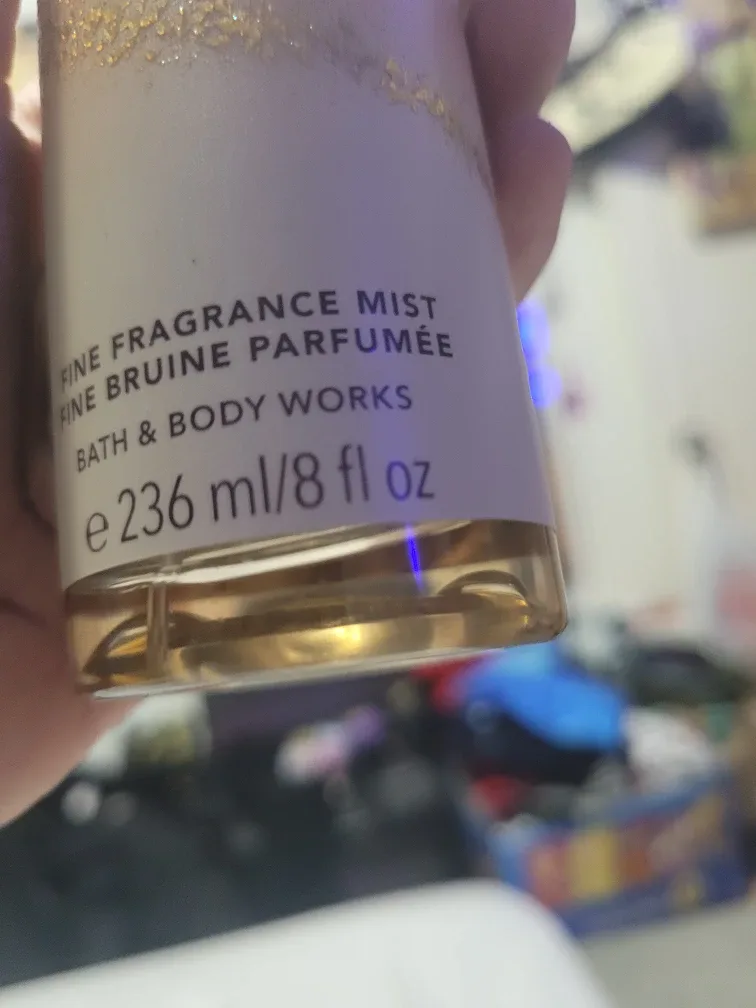 FINE FRAGRANCE MIST
FINE BRUINE PARFUMÉE
BATH & BODY WORKS
e 236 ml/8 fl oz